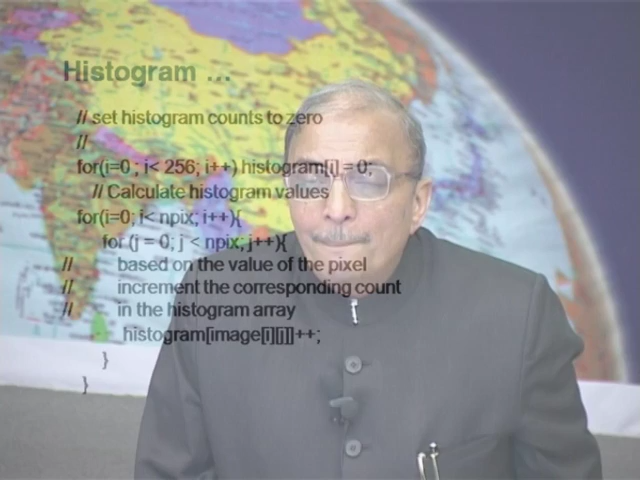 Histogram ...
// set histogram counts to zero
//
for(i=0 ; i< 256; i++) histogram[i] = 0;
// Calculate histogram values
for(i=0; i< npix; i++){
for (j = 0; j < npix; j++){
// based on the value of the pixel
// increment the corresponding count
// in the histogram array
histogram[image[i][j]]++;
}
}